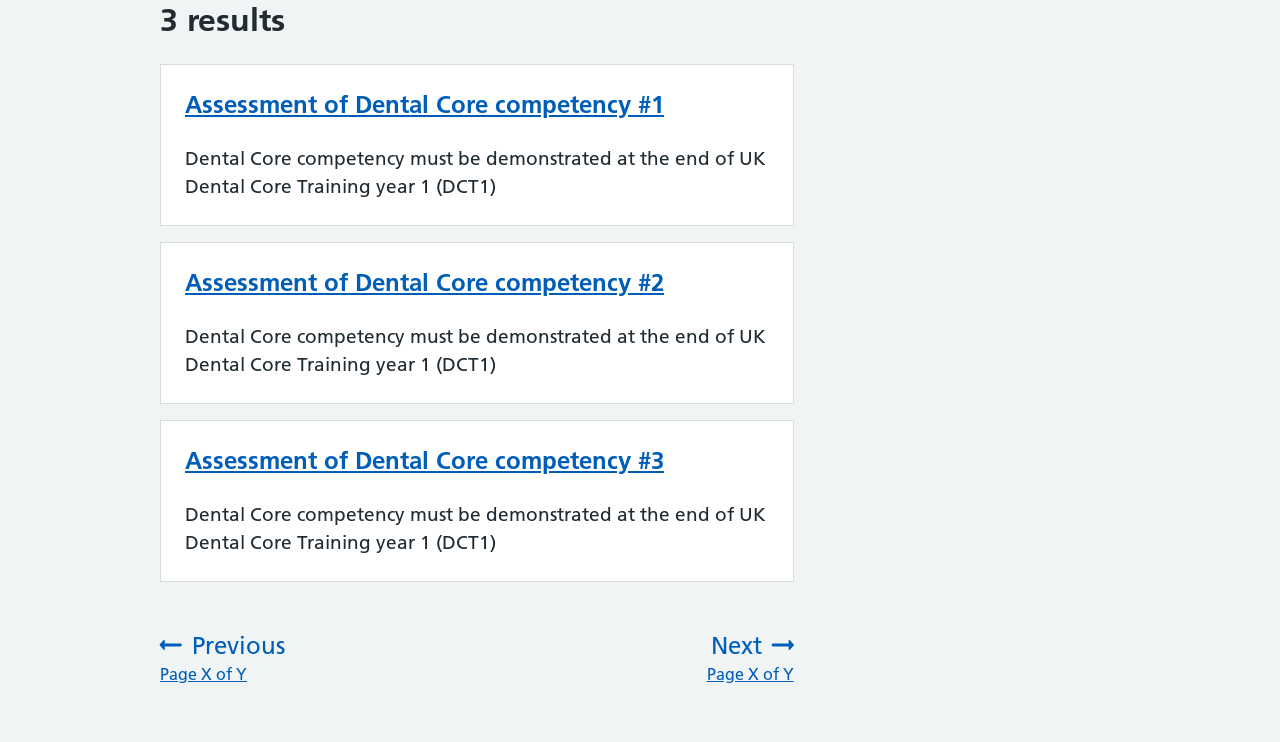 3 results
Assessment of Dental Core competency #1
Dental Core competency must be demonstrated at the end of UK
Dental Core Training year 1 (DCT1)
Assessment of Dental Core competency #2
Dental Core competency must be demonstrated at the end of UK
Dental Core Training year 1 (DCT1)
Assessment of Dental Core competency #3
Dental Core competency must be demonstrated at the end of UK
Dental Core Training year 1 (DCT1)
Previous
Page X of Y
Next
Page X of Y